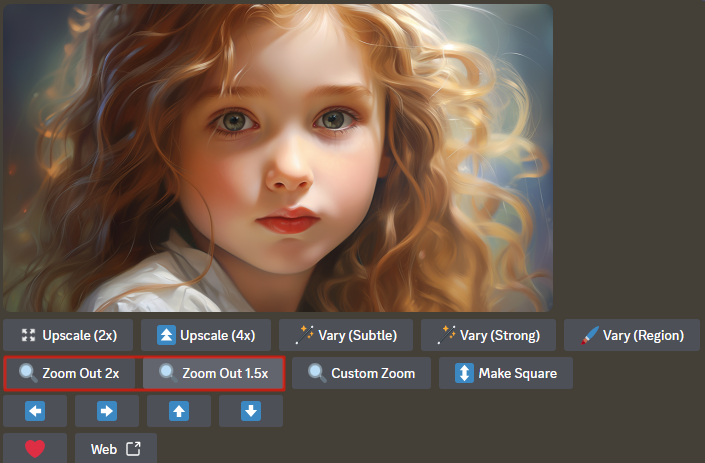 Upscale (2x) Upscale (4x) Vary (Subtle) Vary (Strong) Vary (Region)
Zoom Out 2x Zoom Out 1.5x Custom Zoom Make Square
Web